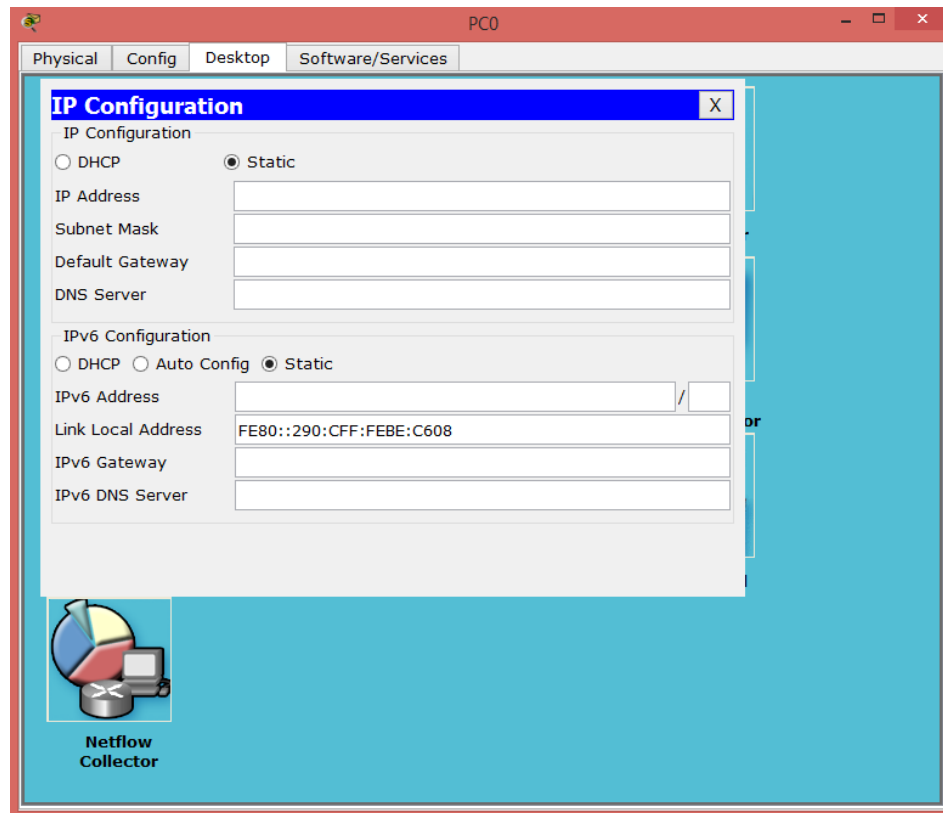 PC0
Physical Config Desktop Software/Services
IP Configuration X
IP Configuration
DHCP Static
IP Address
Subnet Mask
Default Gateway
DNS Server
IPv6 Configuration
DHCP Auto Config Static
IPv6 Address /
Link Local Address FE80::290:CFF:FEBE:C608
or
IPv6 Gateway
IPv6 DNS Server
Netflow
Collector